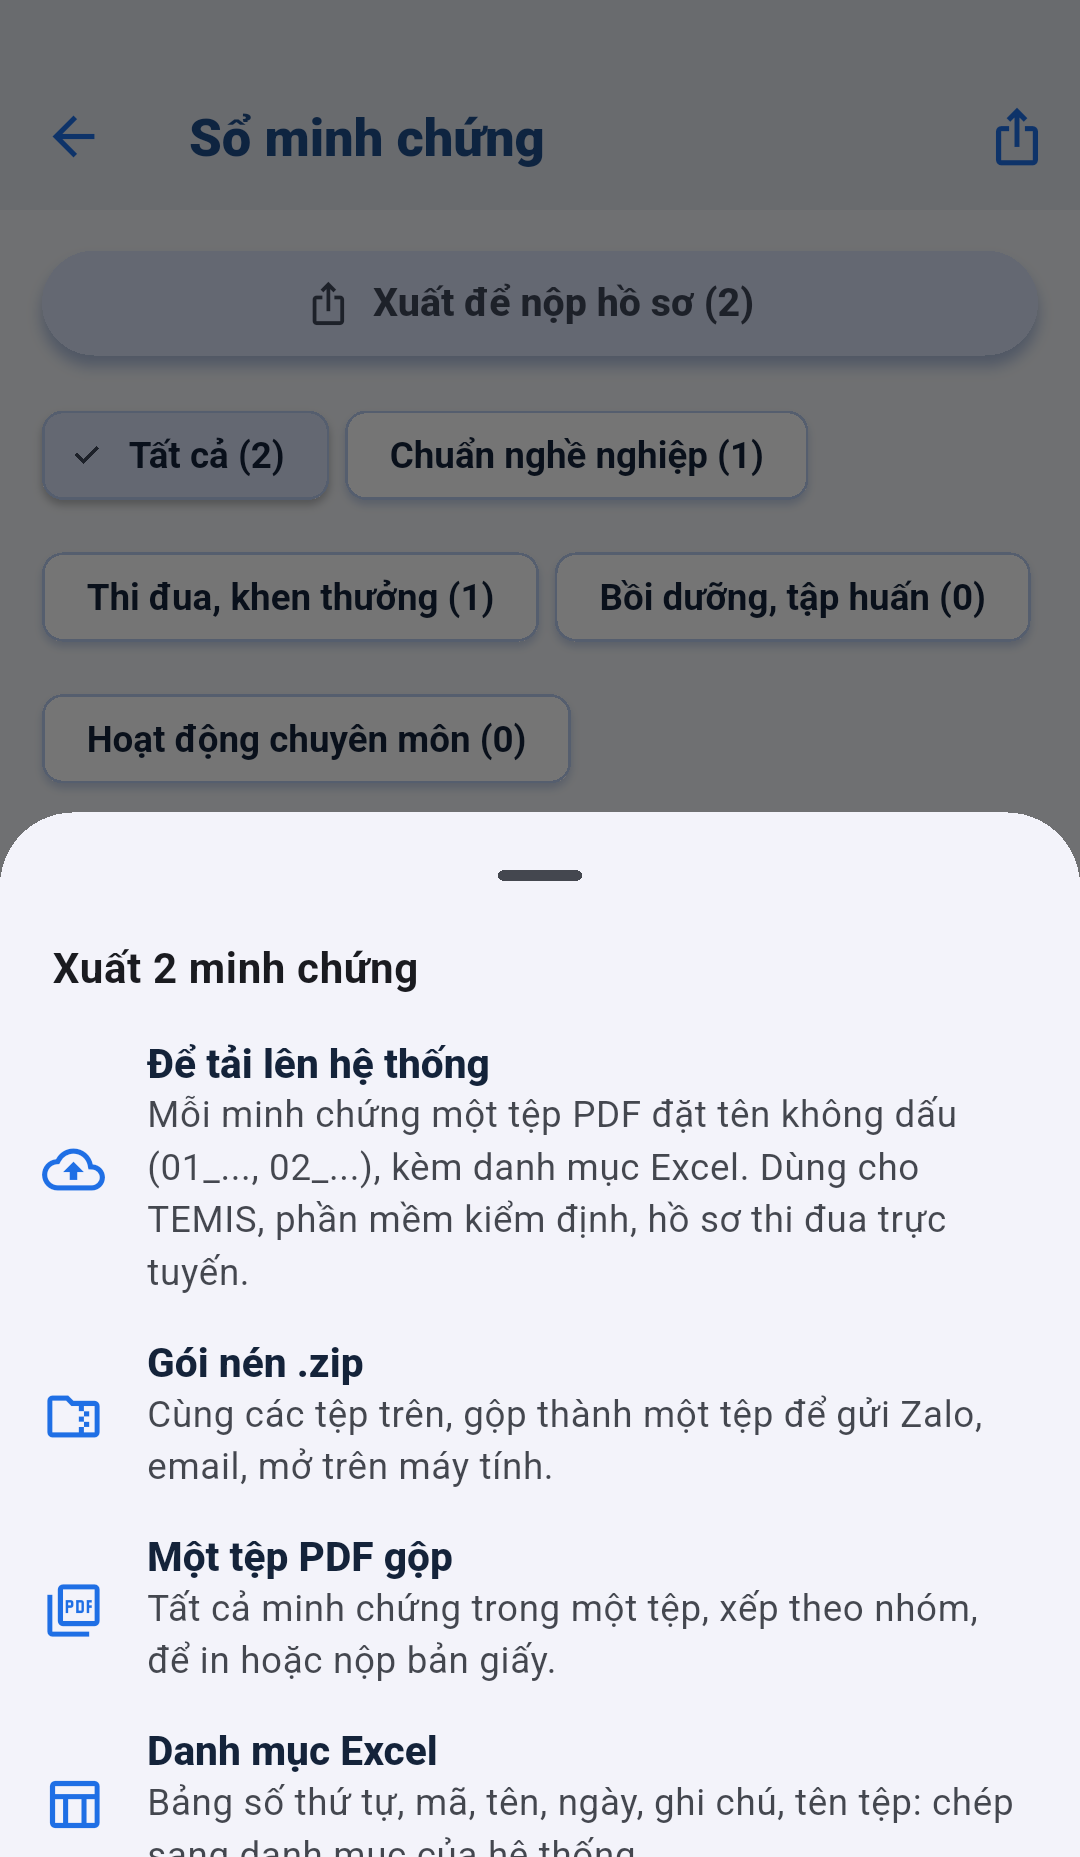 Sổ minh chứng
Xuất để nộp hồ sơ (2)
Tất cả (2)
Chuẩn nghề nghiệp (1)
Thi đua, khen thưởng (1)
Bồi dưỡng, tập huấn (0)
Hoạt động chuyên môn (0)
Xuất 2 minh chứng
Để tải lên hệ thống
Mỗi minh chứng một tệp PDF đặt tên không dấu
(01_..., 02_...), kèm danh mục Excel. Dùng cho
TEMIS, phần mềm kiểm định, hồ sơ thi đua trực
tuyến.
Gói nén .zip
Cùng các tệp trên, gộp thành một tệp để gửi Zalo,
email, mở trên máy tính.
PDF
Một tệp PDF gộp
Tất cả minh chứng trong một tệp, xếp theo nhóm,
để in hoặc nộp bản giấy.
Danh mục Excel
Bảng số thứ tự, mã, tên, ngày, ghi chú, tên tệp: chép
sang danh mục của hệ thống